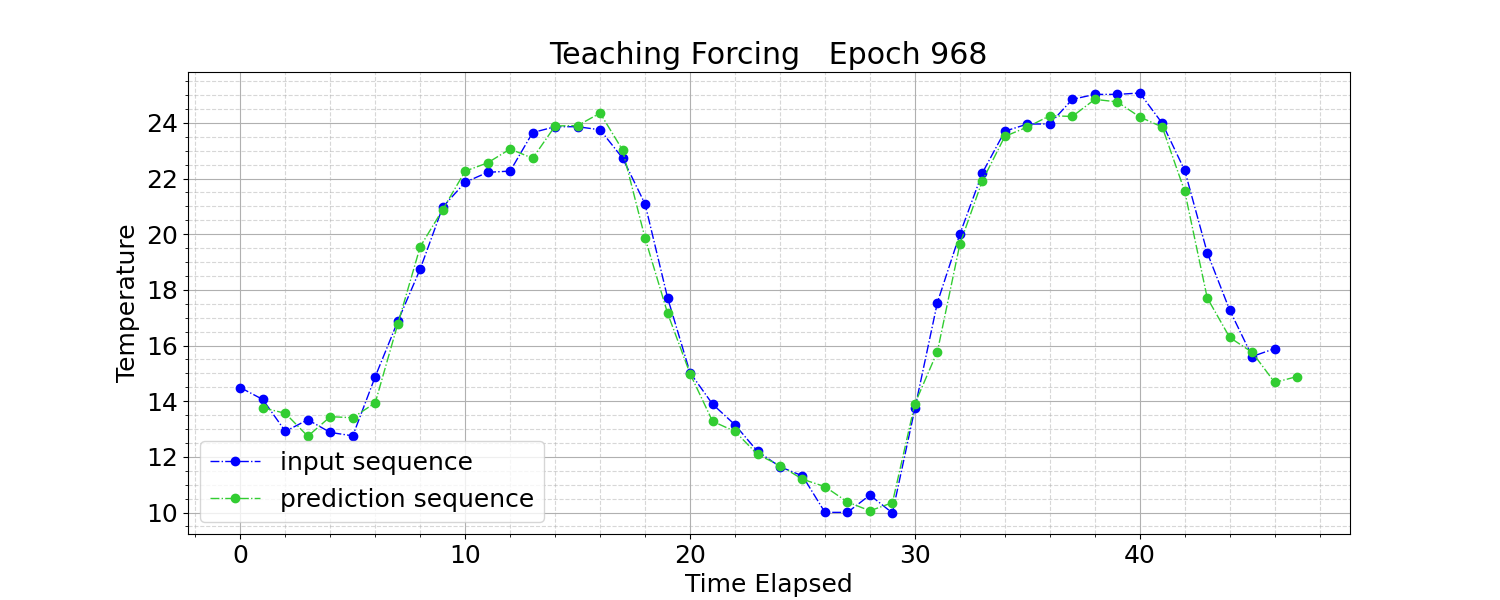 Teaching Forcing   Epoch 968
Temperature
24
22
20
18
16
14
12
10
input sequence
prediction sequence
0 10 20 30 40
Time Elapsed